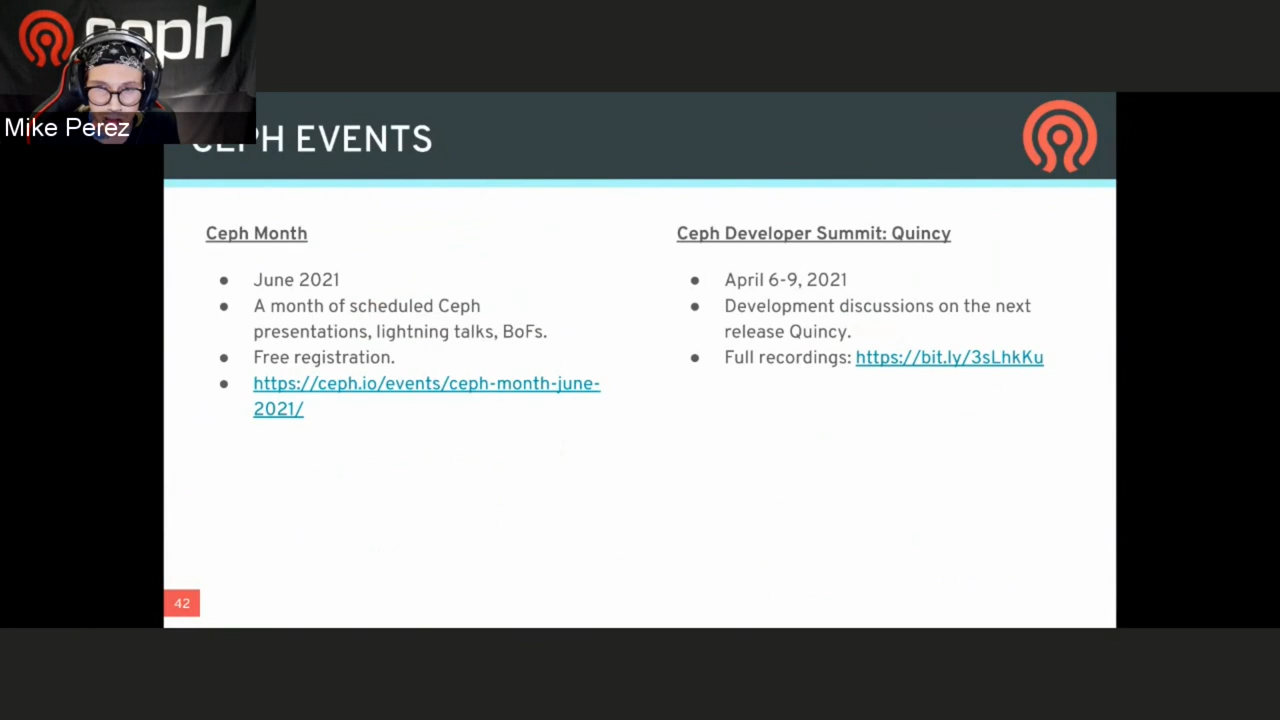 ceph
Mike Perez
CEPH EVENTS
Ceph Month
● June 2021
● A month of scheduled Ceph
presentations, lightning talks, BoFs.
● Free registration.
● https://ceph.io/events/ceph-month-june-
2021/
Ceph Developer Summit: Quincy
● April 6-9, 2021
● Development discussions on the next
release Quincy.
● Full recordings: https://bit.ly/3sLhkKu
42